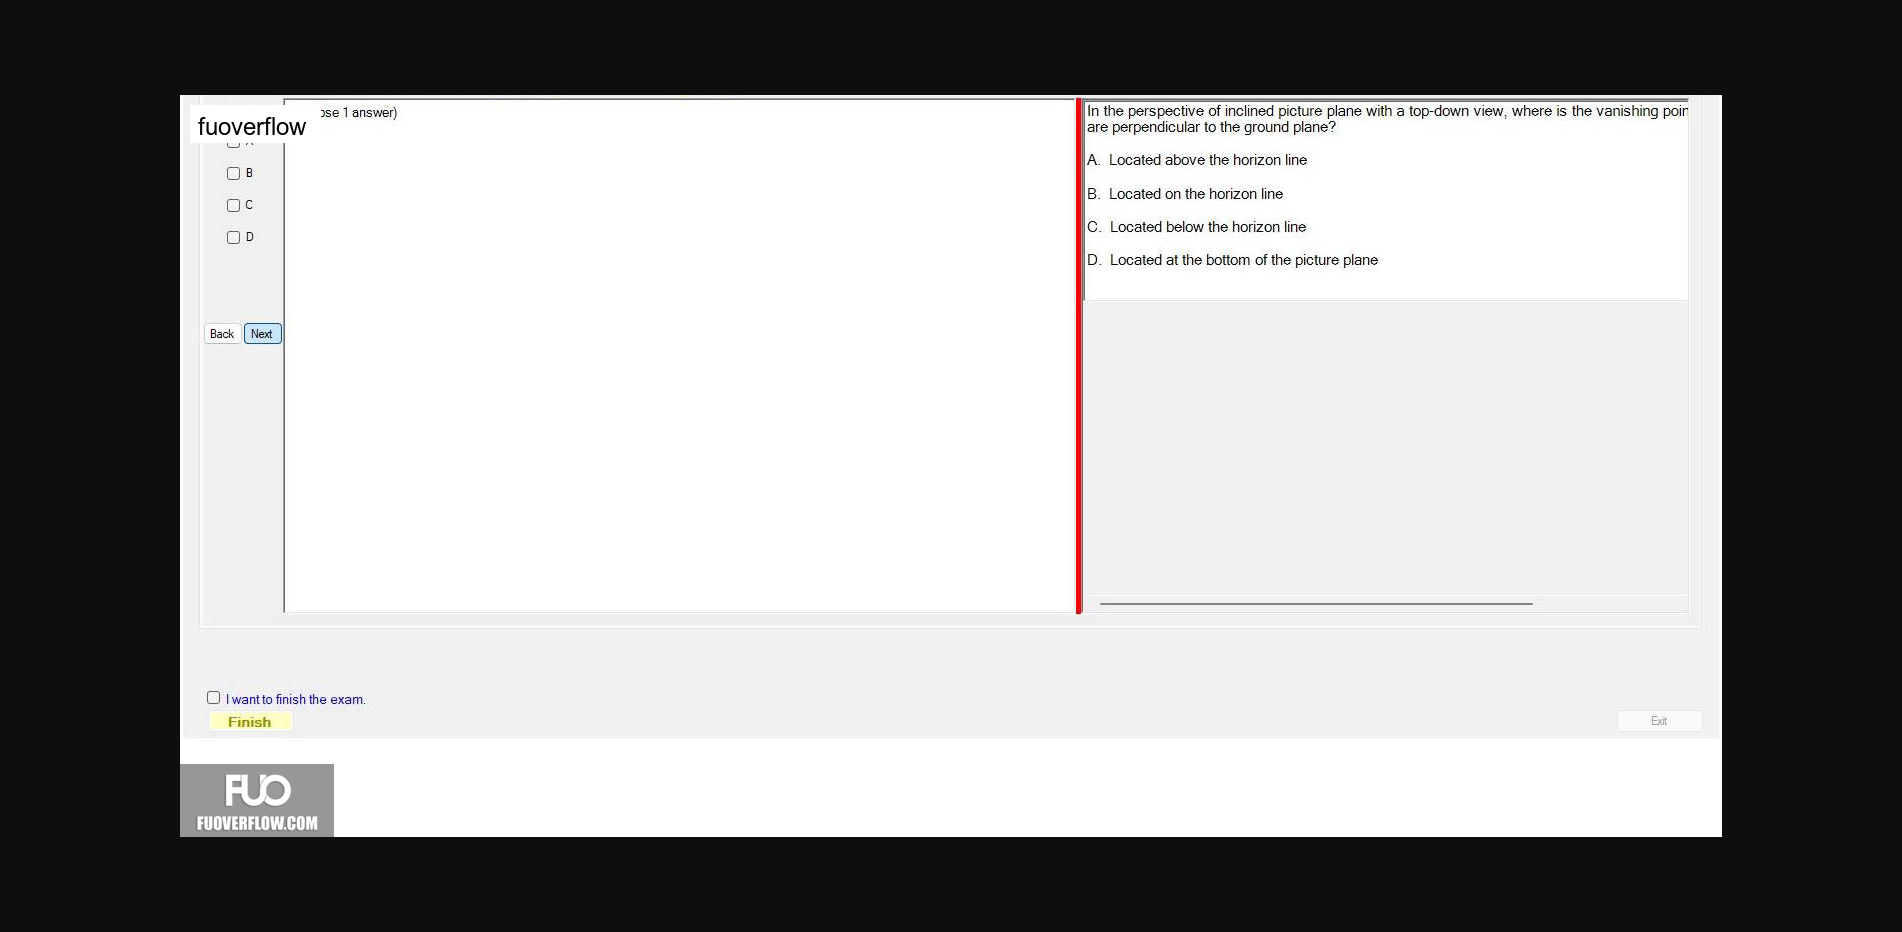 fuoverflow
ose 1 answer)
B
C
D
Back
Next
In the perspective of inclined picture plane with a top-down view, where is the vanishing poin
are perpendicular to the ground plane?
A. Located above the horizon line
B. Located on the horizon line
C. Located below the horizon line
D. Located at the bottom of the picture plane
I want to finish the exam.
Finish
Exit
FUO
FUOVERFLOW.COM